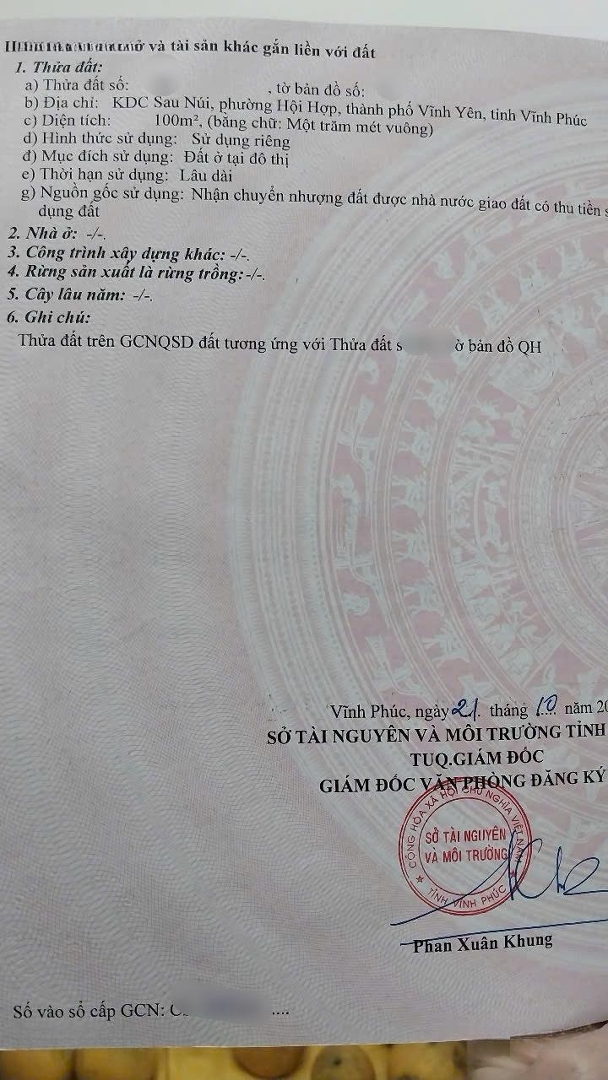 ở và tài sản khác gắn liền với đất
1. Thửa đất:
a) Thửa đất số: , tờ bản đồ số:
b) Địa chỉ: KDC Sau Núi, phường Hội Hợp, thành phố Vĩnh Yên, tỉnh Vĩnh Phúc
c) Diện tích: 100m², (bằng chữ: Một trăm mét vuông)
d) Hình thức sử dụng: Sử dụng riêng
đ) Mục đích sử dụng: Đất ở tại đô thị
e) Thời hạn sử dụng: Lâu dài
g) Nguồn gốc sử dụng: Nhận chuyển nhượng đất được nhà nước giao đất có thu tiền s
dụng đất
2. Nhà ở: -/-.
3. Công trình xây dựng khác: -/-.
4. Rừng sản xuất là rừng trồng: -/-.
5. Cây lâu năm: -/-.
6. Ghi chú:
Thửa đất trên GCNQSD đất tương ứng với Thửa đất s ờ bản đồ QH
Vĩnh Phúc, ngày 21. tháng 10 năm 20
SỞ TÀI NGUYÊN VÀ MÔI TRƯỜNG TỈNH
TUQ.GIÁM ĐỐC
GIÁM ĐỐC VĂN PHÒNG ĐĂNG KÝ
CỘNG HÒA XÃ HỘI CHỦ NGHĨA VIỆT NAM
SỞ TÀI NGUYÊN
VÀ MÔI TRƯỜNG
★ TỈNH VĨNH PHÚC ★
Phan Xuân Khung
Số vào sổ cấp GCN: C. ....